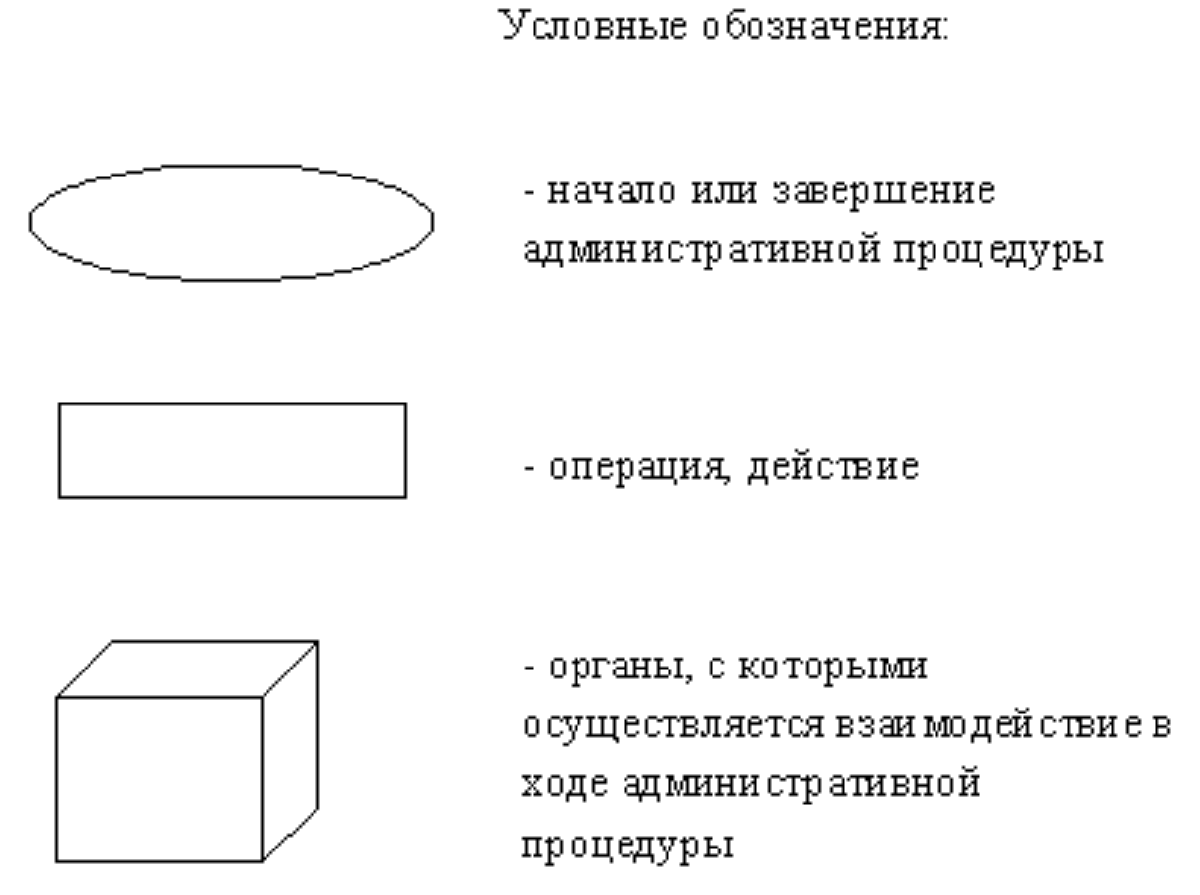 Условные обозначения:
- начало или завершение
административной процедуры
- операция, действие
- органы, с которыми
осуществляется взаимодействие в
ходе административной
процедуры